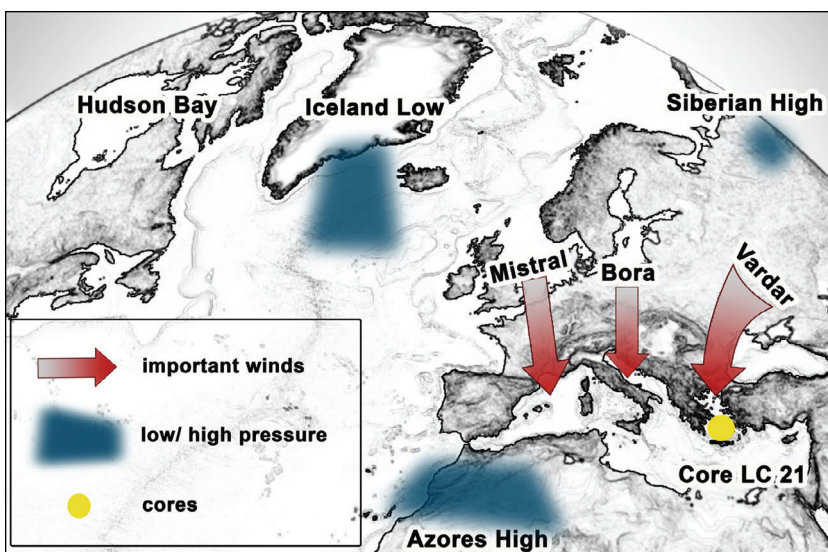 Hudson Bay
Iceland Low
Siberian High
Mistral
Bora
Vardar
important winds
low/ high pressure
cores
Core LC 21
Azores High